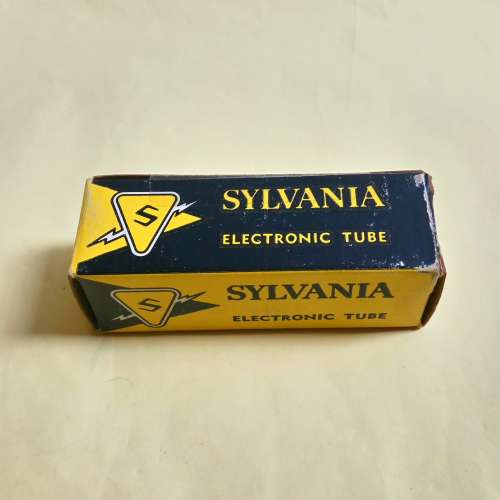 S
SYLVANIA
ELECTRONIC TUBE
S
SYLVANIA
ELECTRONIC TUBE